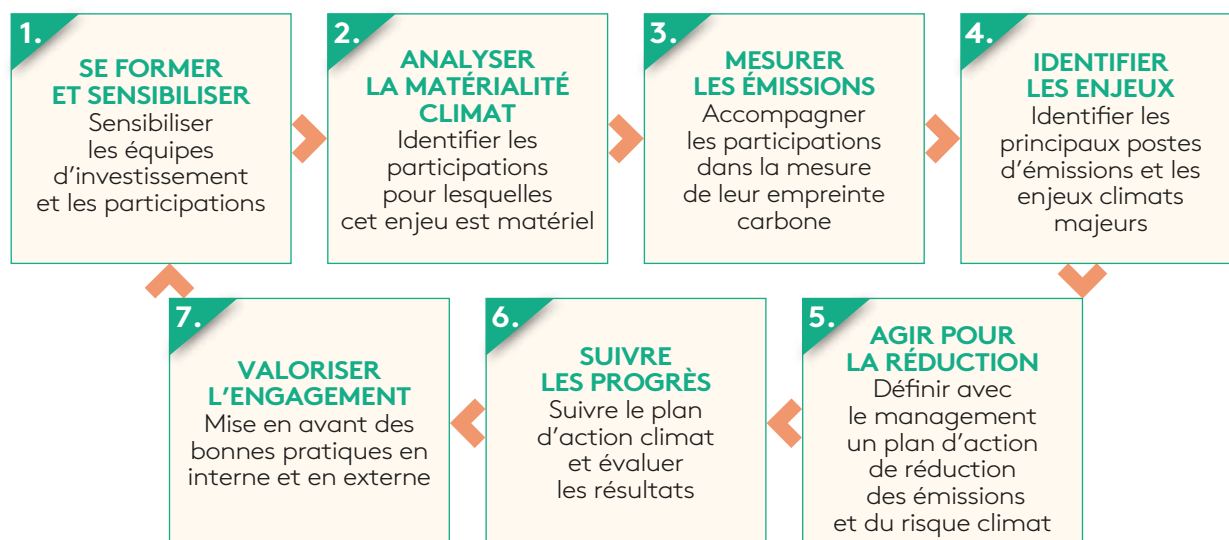 1.
SE FORMER
ET SENSIBILISER
Sensibiliser
les équipes
d’investissement
et les participations
2.
ANALYSER
LA MATÉRIALITÉ
CLIMAT
Identifier les
participations
pour lesquelles
cet enjeu est matériel
3.
MESURER
LES ÉMISSIONS
Accompagner
les participations
dans la mesure
de leur empreinte
carbone
4.
IDENTIFIER
LES ENJEUX
Identifier les
principaux postes
d’émissions et les
enjeux climats
majeurs
5.
AGIR POUR
LA RÉDUCTION
Définir avec
le management
un plan d’action
de réduction
des émissions
et du risque climat
6.
SUIVRE
LES PROGRÈS
Suivre le plan
d’action climat
et évaluer
les résultats
7.
VALORISER
L’ENGAGEMENT
Mise en avant des
bonnes pratiques en
interne et en externe